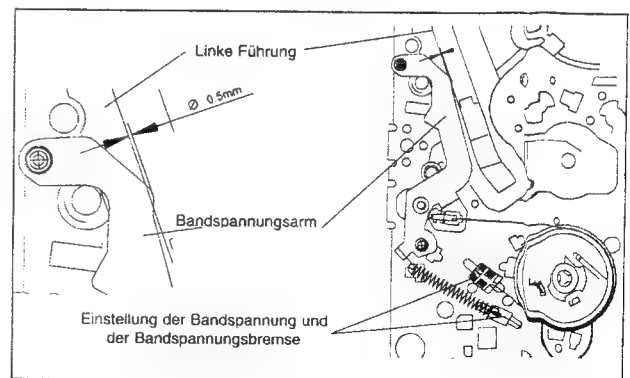 Linke Führung
Ø 0.5mm
Bandspannungsarm
Einstellung der Bandspannung und
der Bandspannungsbremse